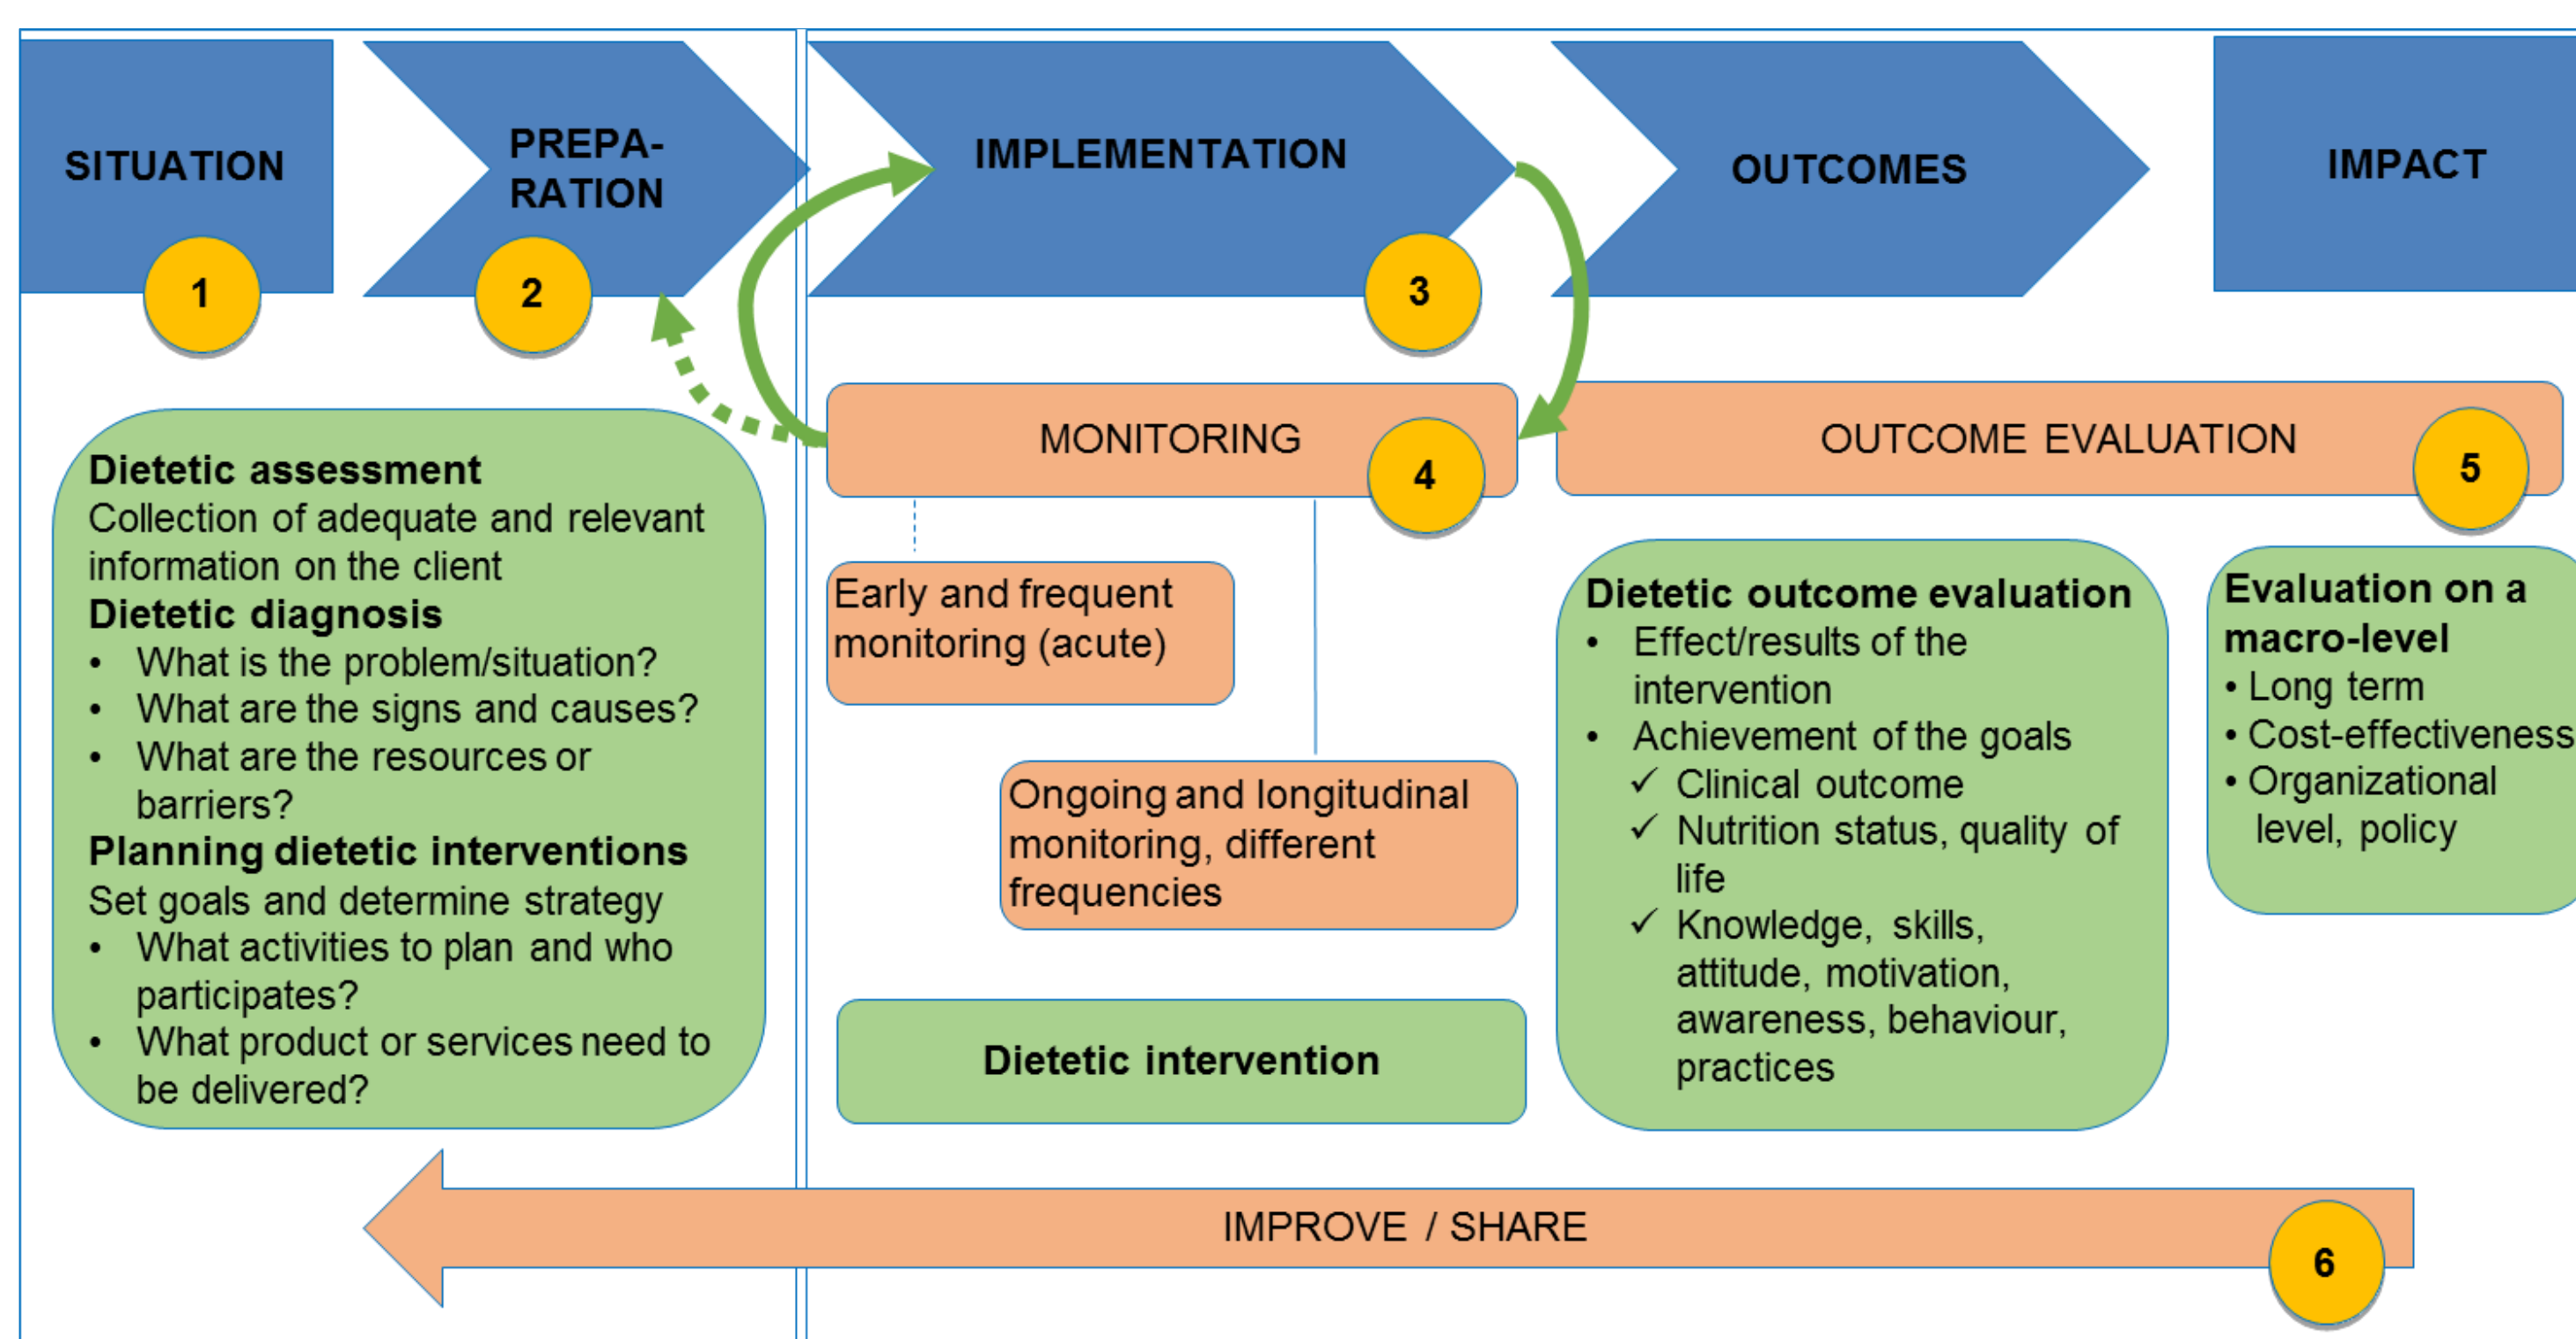 SITUATION
PREPA-
RATION
IMPLEMENTATION
OUTCOMES
IMPACT
1
2
3
MONITORING
4
OUTCOME EVALUATION
5
Dietetic assessment
Collection of adequate and relevant
information on the client
Dietetic diagnosis
• What is the problem/situation?
• What are the signs and causes?
• What are the resources or
barriers?
Planning dietetic interventions
Set goals and determine strategy
• What activities to plan and who
participates?
• What product or services need to
be delivered?
Early and frequent
monitoring (acute)
Ongoing and longitudinal
monitoring, different
frequencies
Dietetic intervention
Dietetic outcome evaluation
• Effect/results of the
intervention
• Achievement of the goals
✓ Clinical outcome
✓ Nutrition status, quality of
life
✓ Knowledge, skills,
attitude, motivation,
awareness, behaviour,
practices
Evaluation on a
macro-level
• Long term
• Cost-effectiveness
• Organizational
level, policy
IMPROVE / SHARE
6